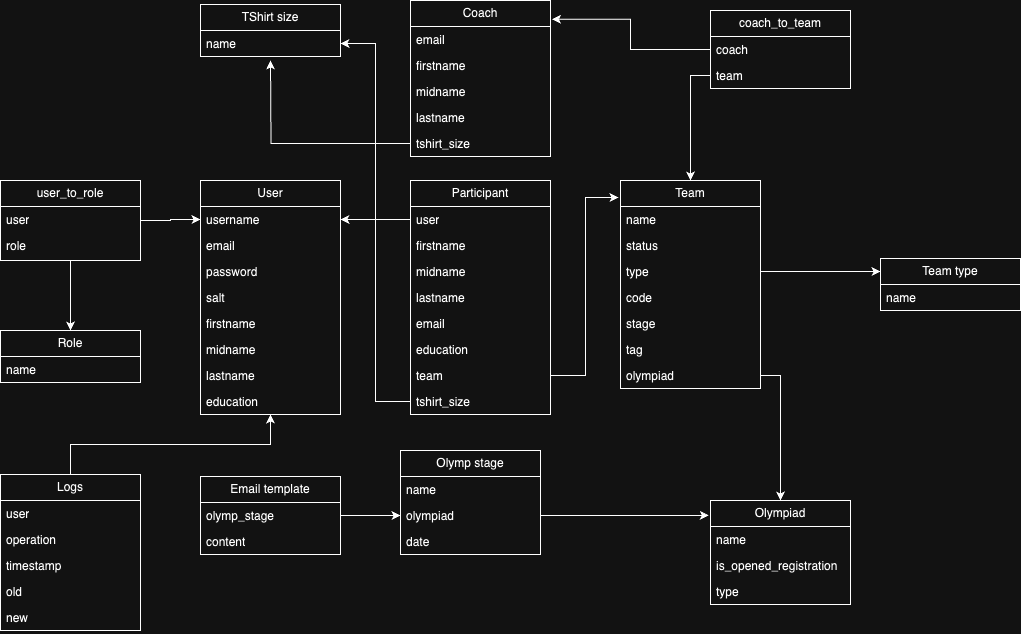 TShirt size
name
Coach
email
firstname
midname
lastname
tshirt_size
coach_to_team
coach
team
user_to_role
user
role
User
username
email
password
salt
firstname
midname
lastname
education
Participant
user
firstname
midname
lastname
email
education
team
tshirt_size
Team
name
status
type
code
stage
tag
olympiad
Team type
name
Role
name
Logs
user
operation
timestamp
old
new
Email template
olymp_stage
content
Olymp stage
name
olympiad
date
Olympiad
name
is_opened_registration
type